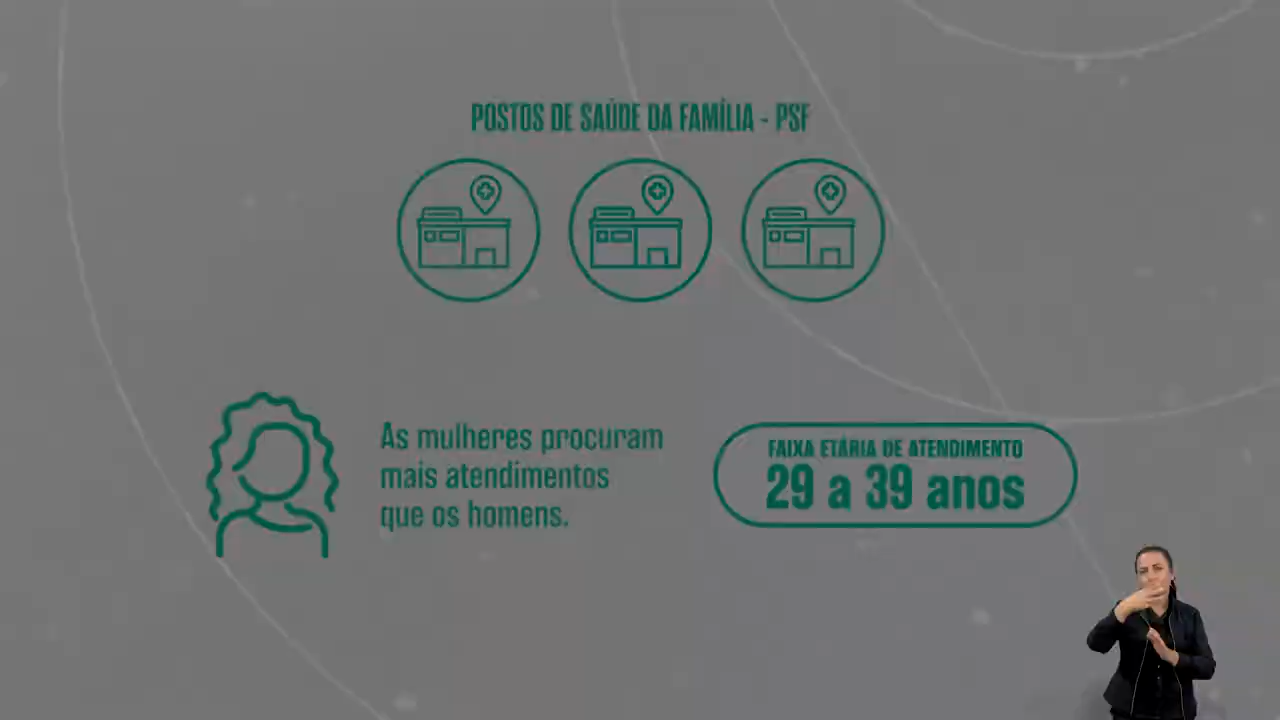 POSTOS DE SAÚDE DA FAMÍLIA - PSF
As mulheres procuram
mais atendimentos
que os homens.
FAIXA ETÁRIA DE ATENDIMENTO
29 a 39 anos